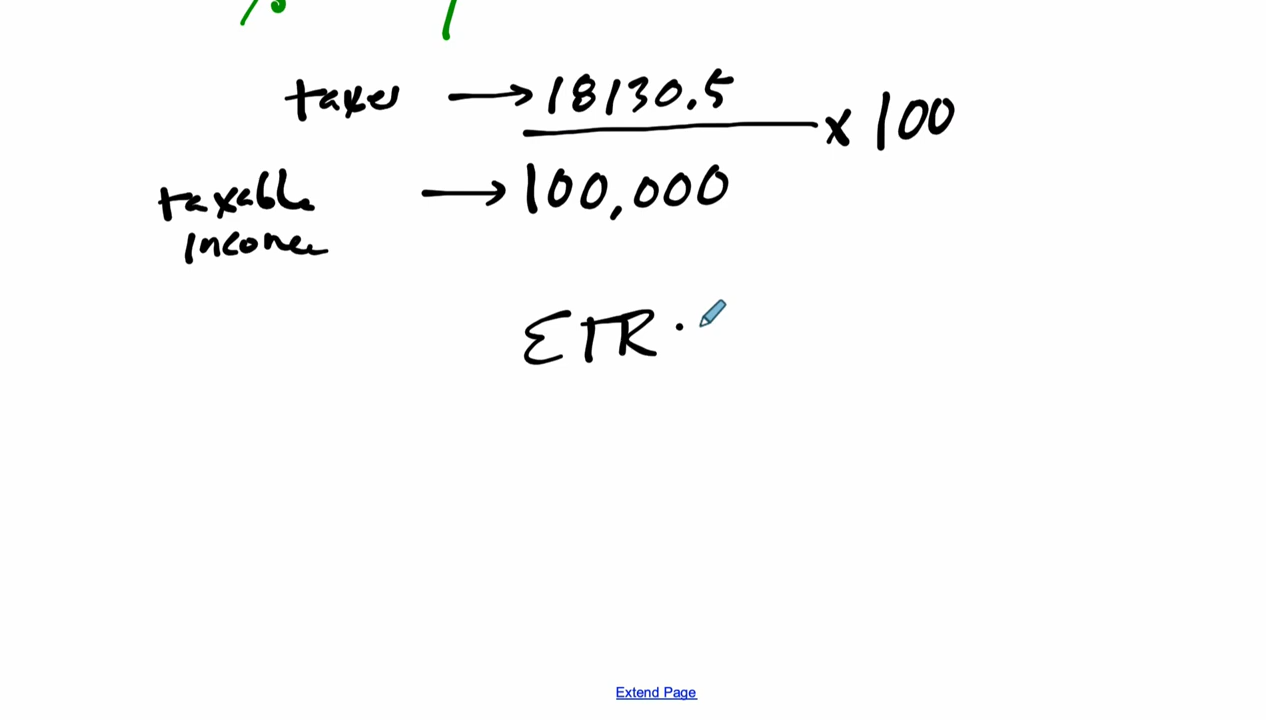 taxes → 18130.5
x 100
taxable → 100,000
income
ETR
Extend Page